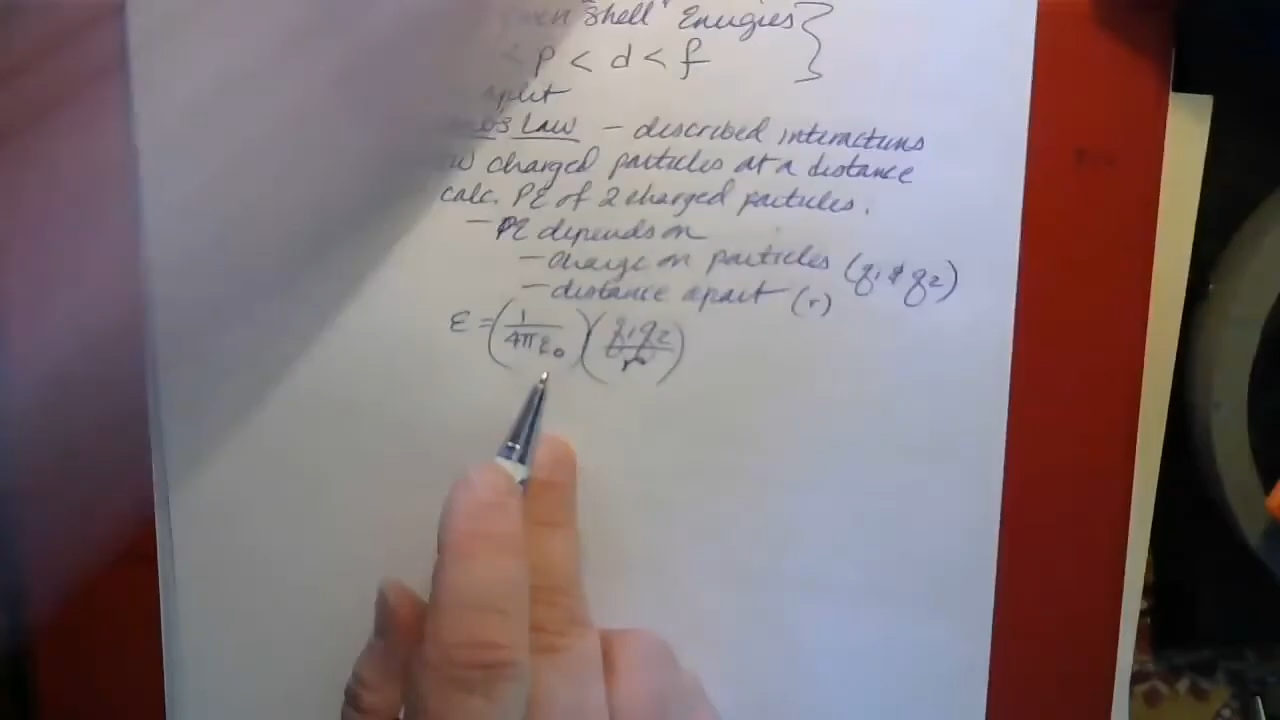 "Shell" Energies
p < d < f
split
Law – described interactions
charged particles at a distance
calc. PE of 2 charged particles.
– PE depends on
– charge on particles (q₁ & q₂)
– distance apart (r)
E = (1/4πε₀)(q₁q₂/r)